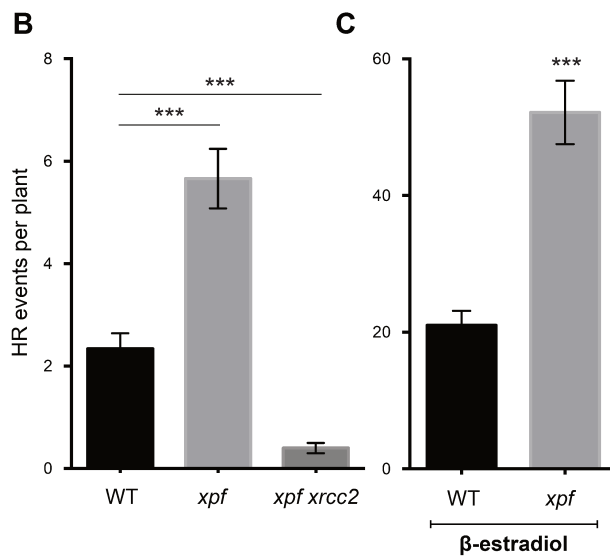 B
C
HR events per plant
8
6
4
2
0
***
***
WT
xpf
xpf xrcc2
60
40
20
0
***
WT
xpf
β-estradiol